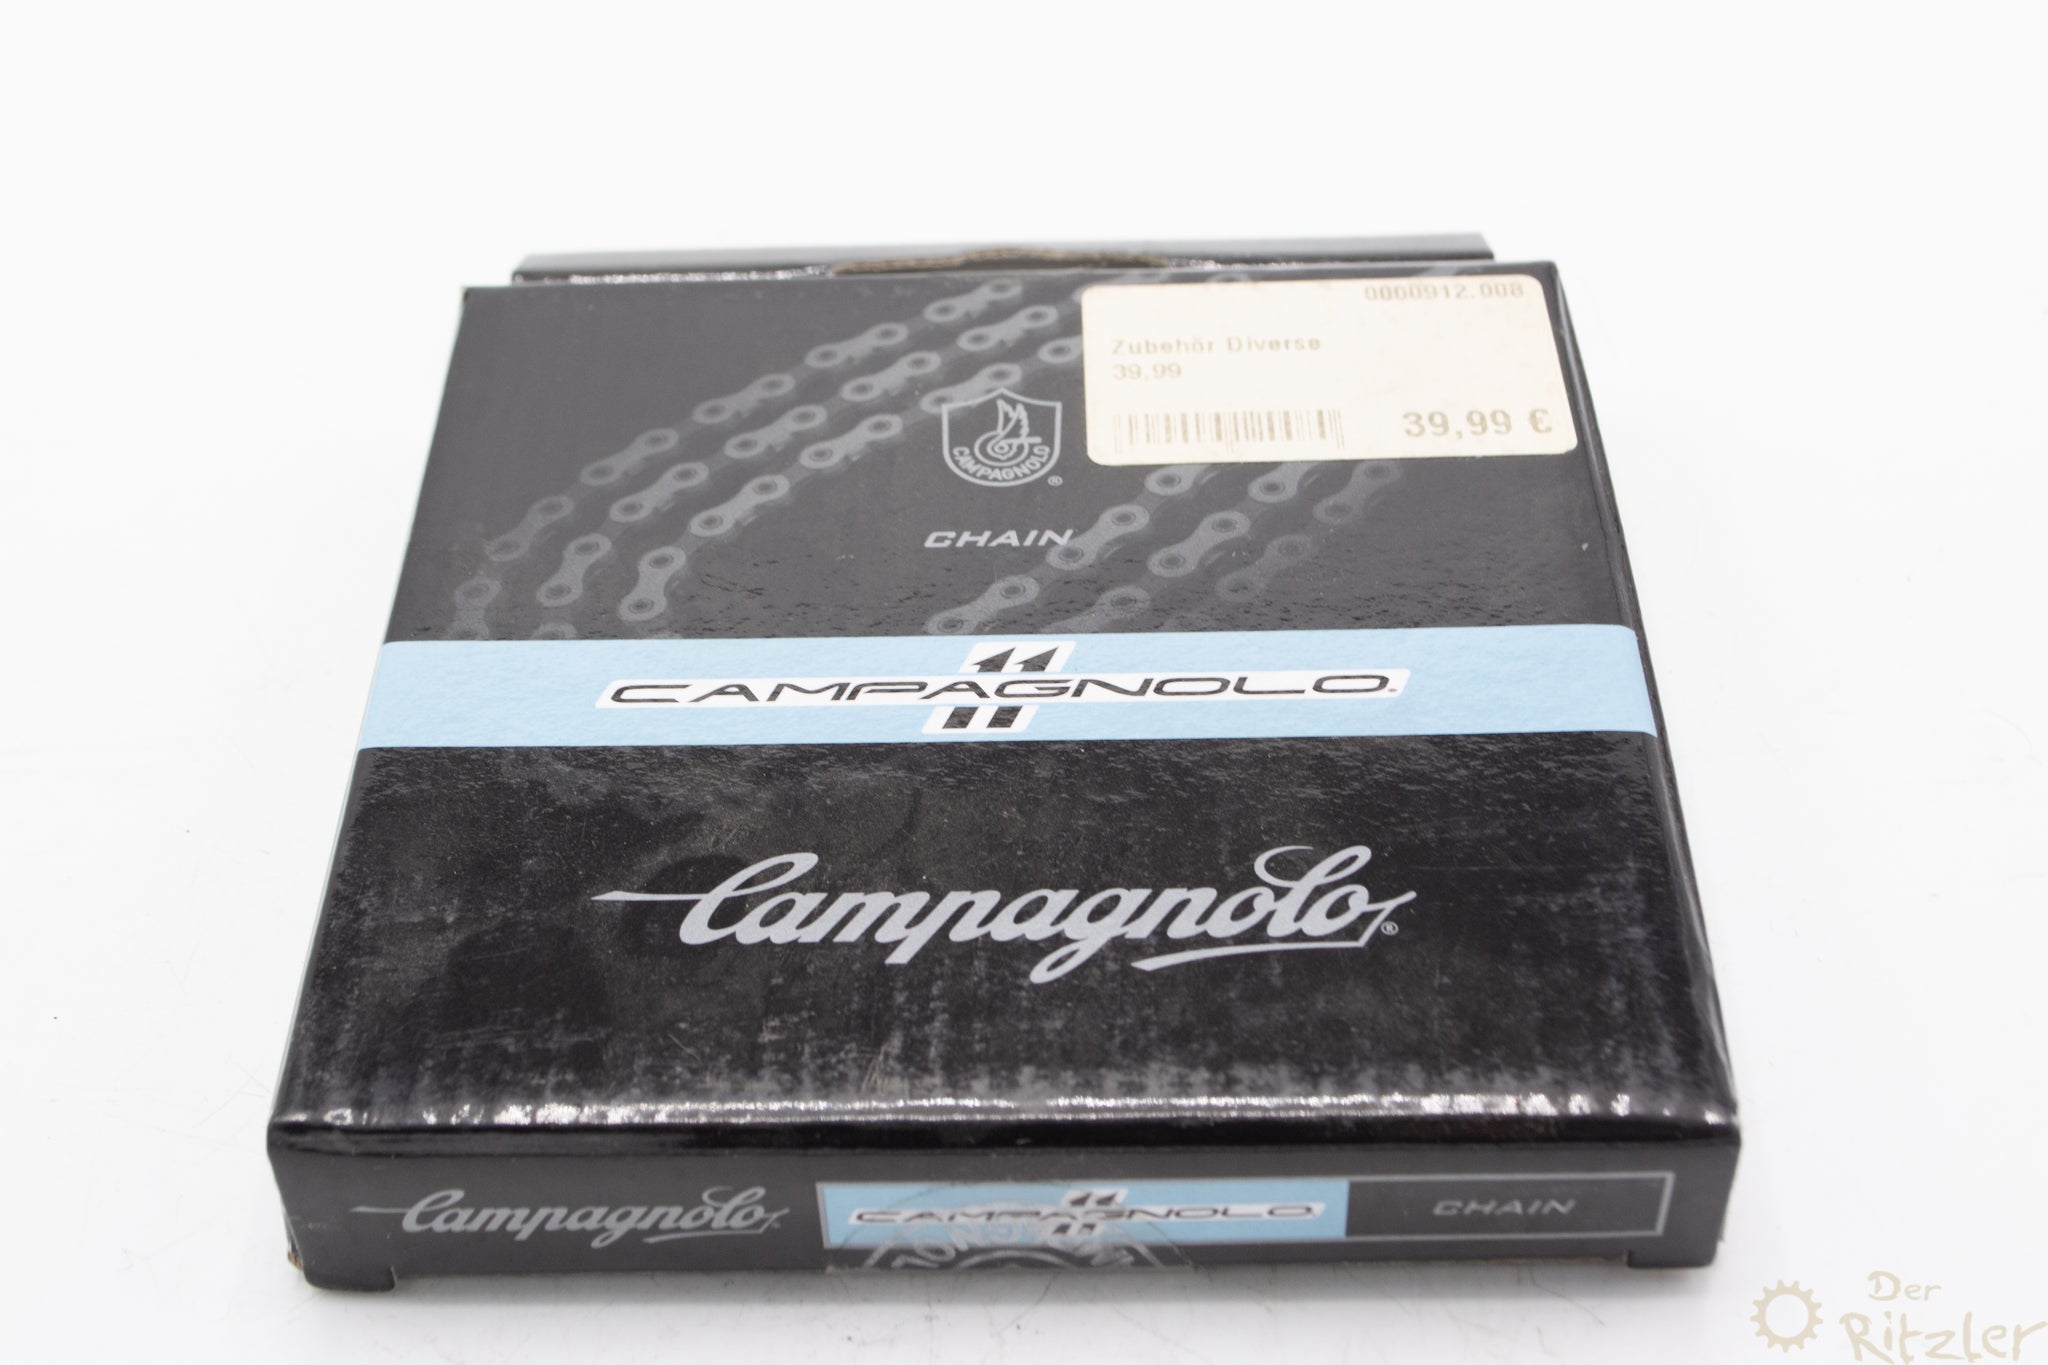 0000912.008
Zubehör Diverse
39,99
39,99 €
CAMPAGNOLO
®
CHAIN
11
CAMPAGNOLO®
Campagnolo®
Campagnolo
11
CAMPAGNOLO
CHAIN
Der
Ritzler